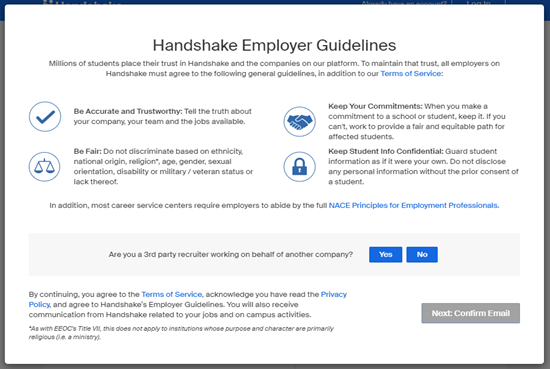 Handshake
Already have an account?
Log In
Handshake Employer Guidelines
Millions of students place their trust in Handshake and the companies on our platform. To maintain that trust, all employers on
Handshake must agree to the following general guidelines, in addition to our Terms of Service:
Be Accurate and Trustworthy: Tell the truth about
your company, your team and the jobs available.
Keep Your Commitments: When you make a
commitment to a school or student, keep it. If you
can't, work to provide a fair and equitable path for
affected students.
Be Fair: Do not discriminate based on ethnicity,
national origin, religion*, age, gender, sexual
orientation, disability or military / veteran status or
lack thereof.
Keep Student Info Confidential: Guard student
information as if it were your own. Do not disclose
any personal information without the prior consent
of a student.
In addition, most career service centers require employers to abide by the full NACE Principles for Employment Professionals.
Are you a 3rd party recruiter working on behalf of another company?
Yes
No
By continuing, you agree to the Terms of Service, acknowledge you have read the Privacy
Policy, and agree to Handshake's Employer Guidelines. You will also receive
communication from Handshake related to your jobs and on campus activities.
*As with EEOC's Title VII, this does not apply to institutions whose purpose and character are primarily
religious (i.e. a ministry).
Next: Confirm Email